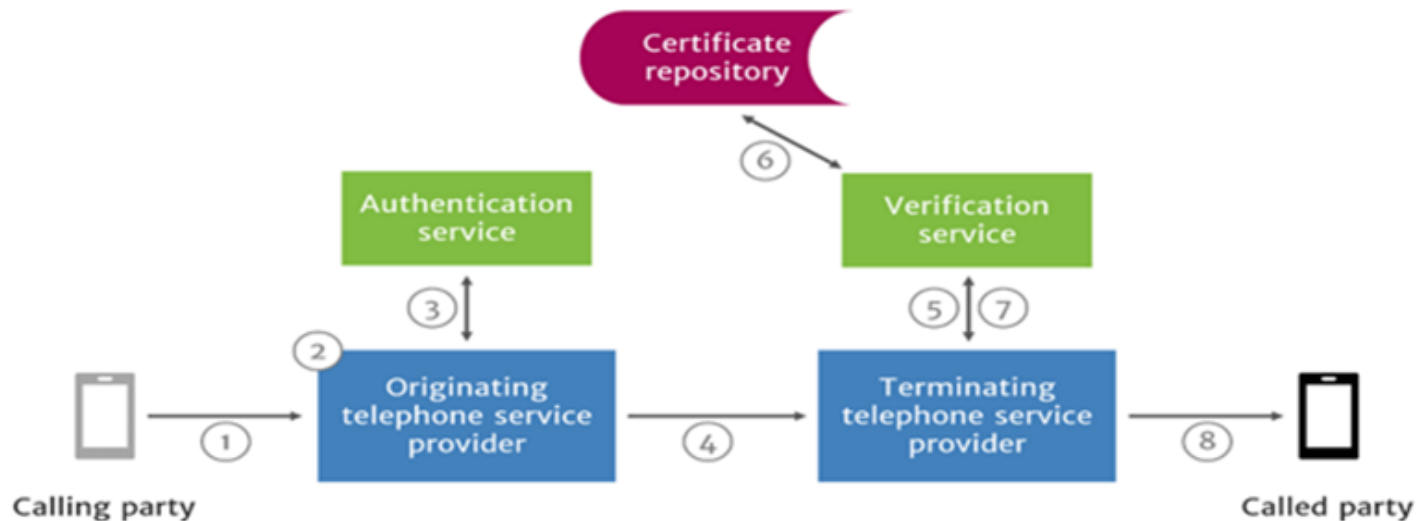 Certificate
repository
6
Authentication
service
Verification
service
3
5
7
2
Originating
telephone service
provider
Terminating
telephone service
provider
1
4
8
Calling party
Called party